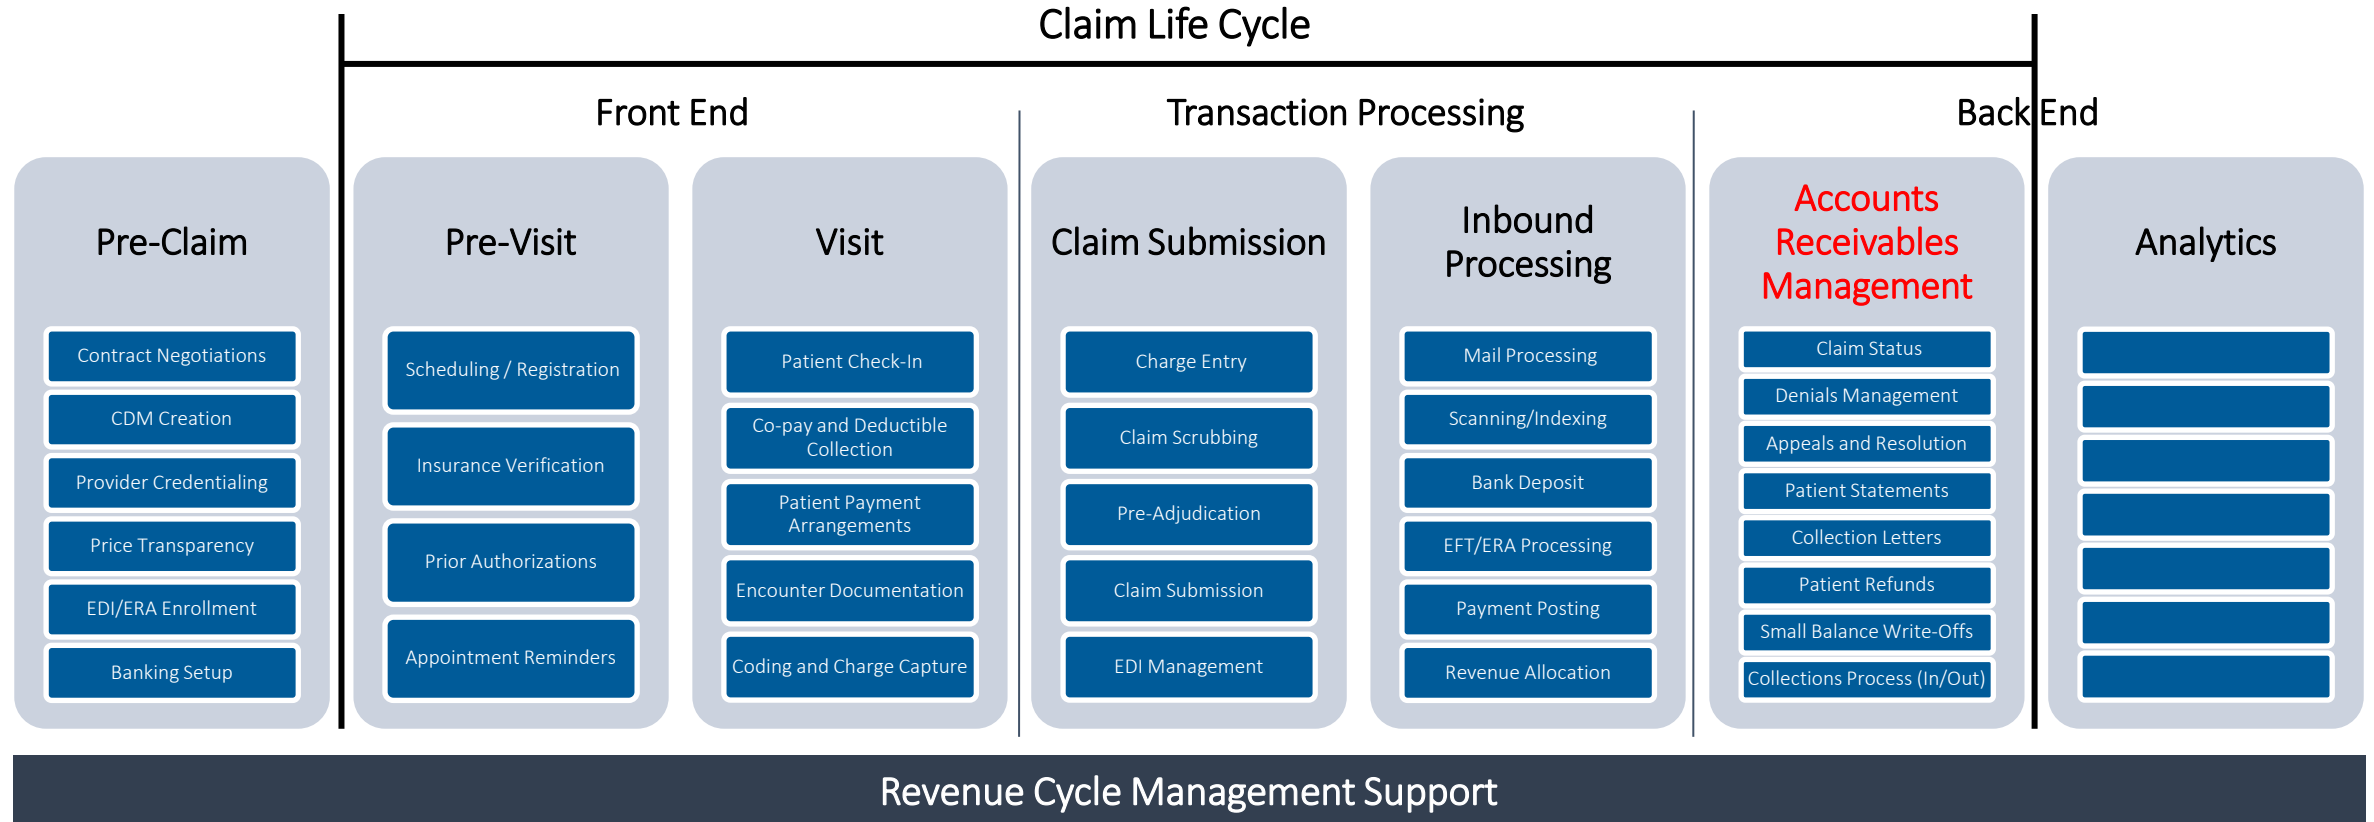 Claim Life Cycle
Front End
Transaction Processing
Back End
Pre-Claim
Contract Negotiations
CDM Creation
Provider Credentialing
Price Transparency
EDI/ERA Enrollment
Banking Setup
Pre-Visit
Scheduling / Registration
Insurance Verification
Prior Authorizations
Appointment Reminders
Visit
Patient Check-In
Co-pay and Deductible
Collection
Patient Payment
Arrangements
Encounter Documentation
Coding and Charge Capture
Claim Submission
Charge Entry
Claim Scrubbing
Pre-Adjudication
Claim Submission
EDI Management
Inbound
Processing
Mail Processing
Scanning/Indexing
Bank Deposit
EFT/ERA Processing
Payment Posting
Revenue Allocation
Accounts
Receivables
Management
Claim Status
Denials Management
Appeals and Resolution
Patient Statements
Collection Letters
Patient Refunds
Small Balance Write-Offs
Collections Process (In/Out)
Analytics
Revenue Cycle Management Support